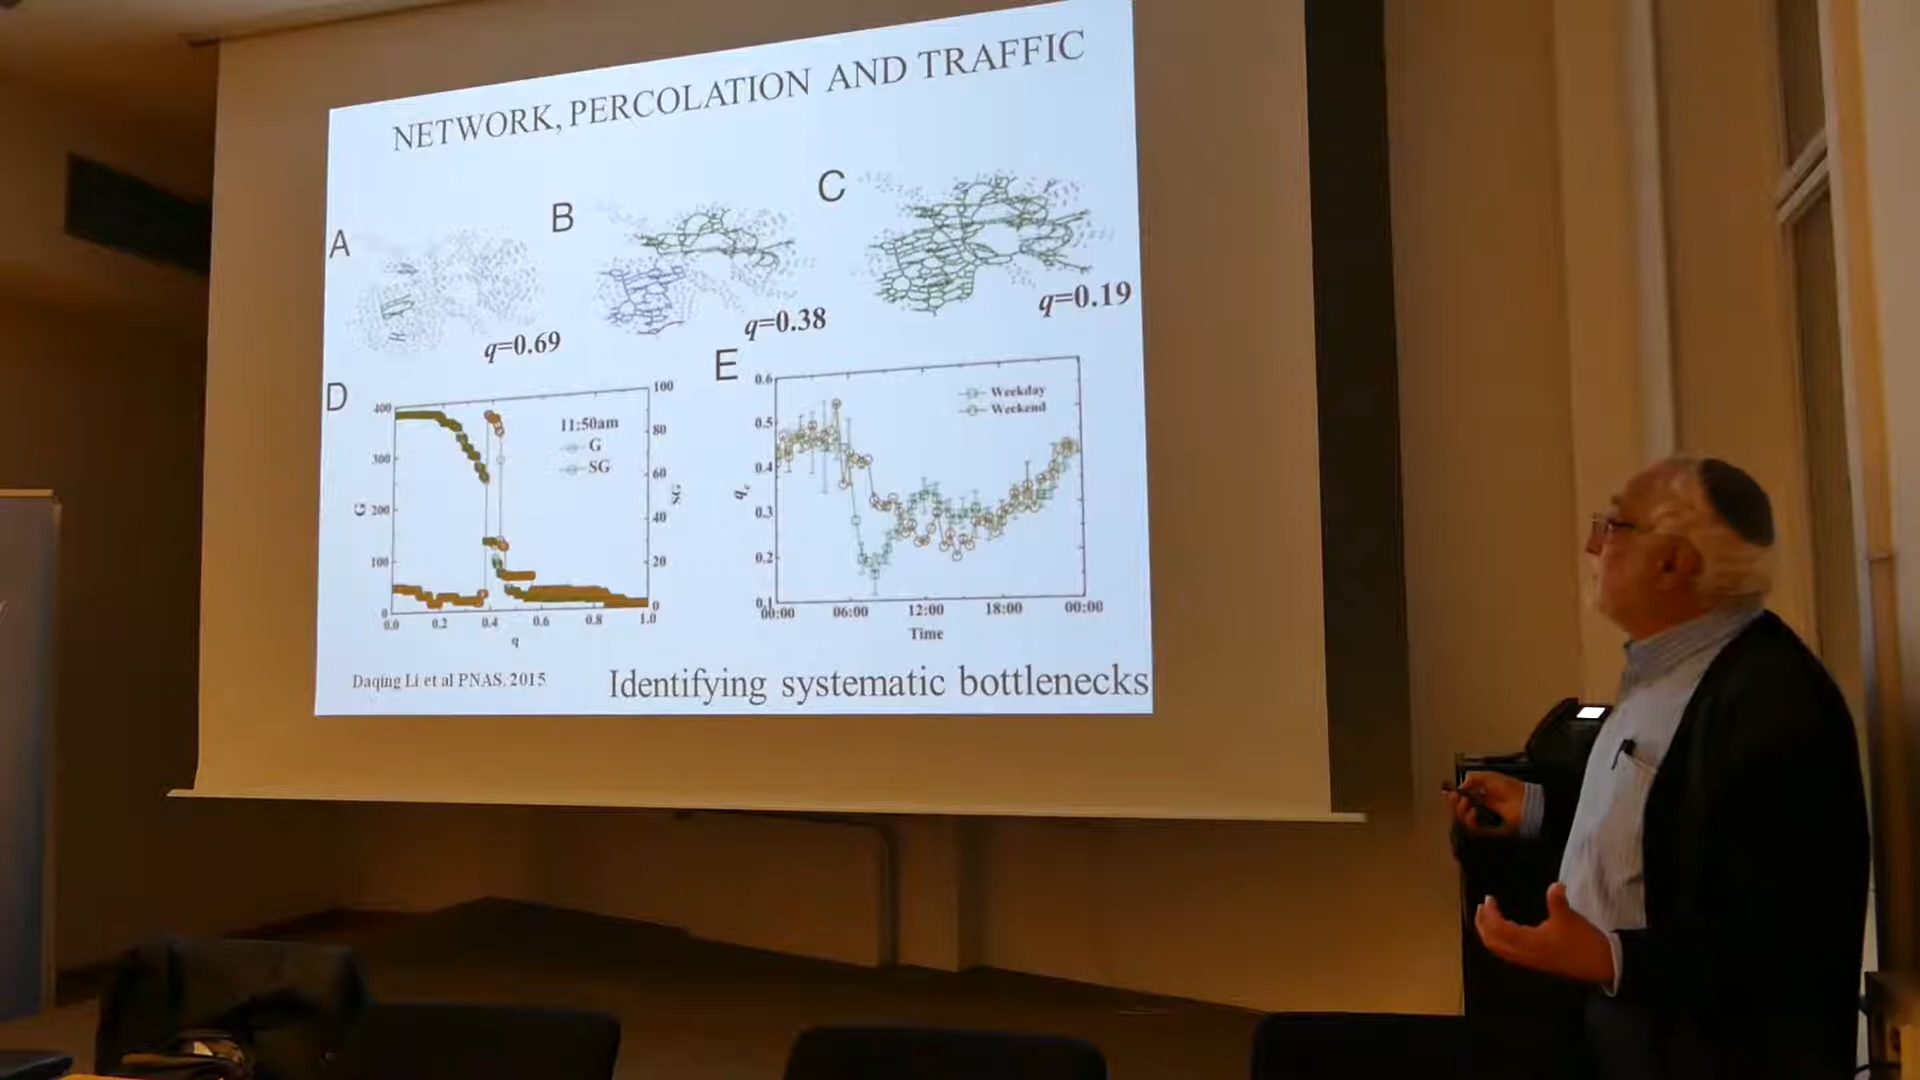 NETWORK, PERCOLATION AND TRAFFIC
A
B
C
q=0.69
q=0.38
q=0.19
D
E
400
300
200
100
0
G
100
80
60
40
20
0
SG
11:50am
G
SG
0.0 0.2 0.4 0.6 0.8 1.0
q
0.6
0.5
0.4
0.3
0.2
0.1
qc
Weekday
Weekend
00:00 06:00 12:00 18:00 00:00
Time
Daqing Li et al PNAS, 2015
Identifying systematic bottlenecks